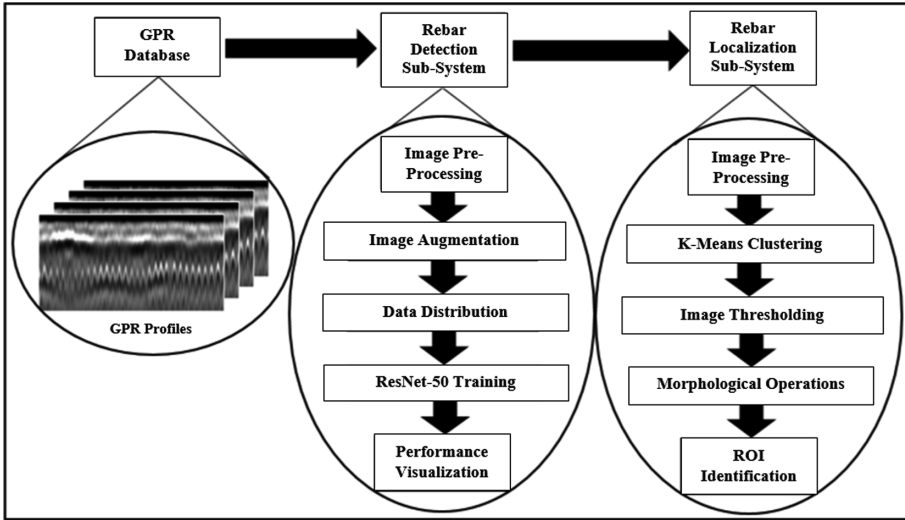 GPR
Database
Rebar
Detection
Sub-System
Rebar
Localization
Sub-System
GPR Profiles
Image Pre-
Processing
Image Augmentation
Data Distribution
ResNet-50 Training
Performance
Visualization
Image Pre-
Processing
K-Means Clustering
Image Thresholding
Morphological Operations
ROI
Identification